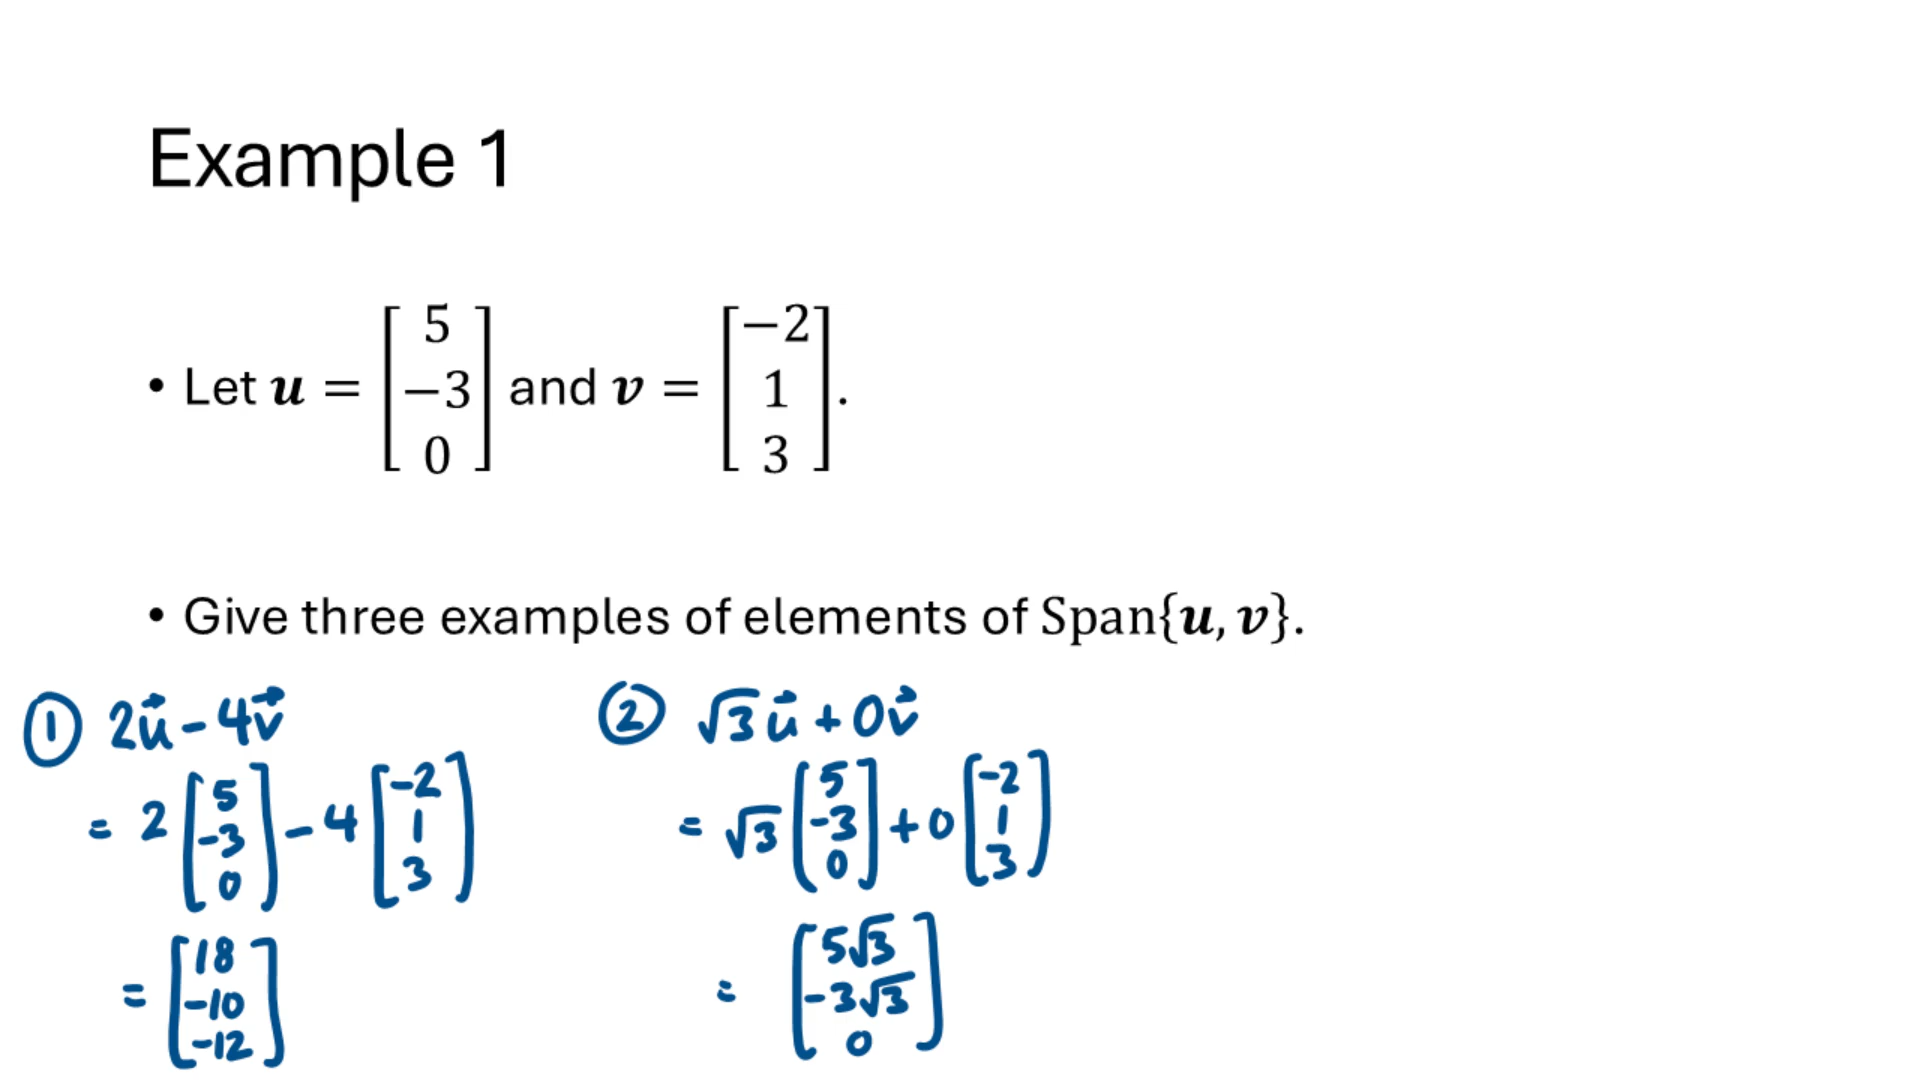 Example 1
• Let 𝒖 = [5 −3 0] and 𝒗 = [−2 1 3].
• Give three examples of elements of Span{𝒖, 𝒗}.
① 2u⃗ - 4v⃗
= 2[5 -3 0] - 4[-2 1 3]
= [18 -10 -12]
② √3u⃗ + 0v⃗
= √3[5 -3 0] + 0[-2 1 3]
= [5√3 -3√3 0]